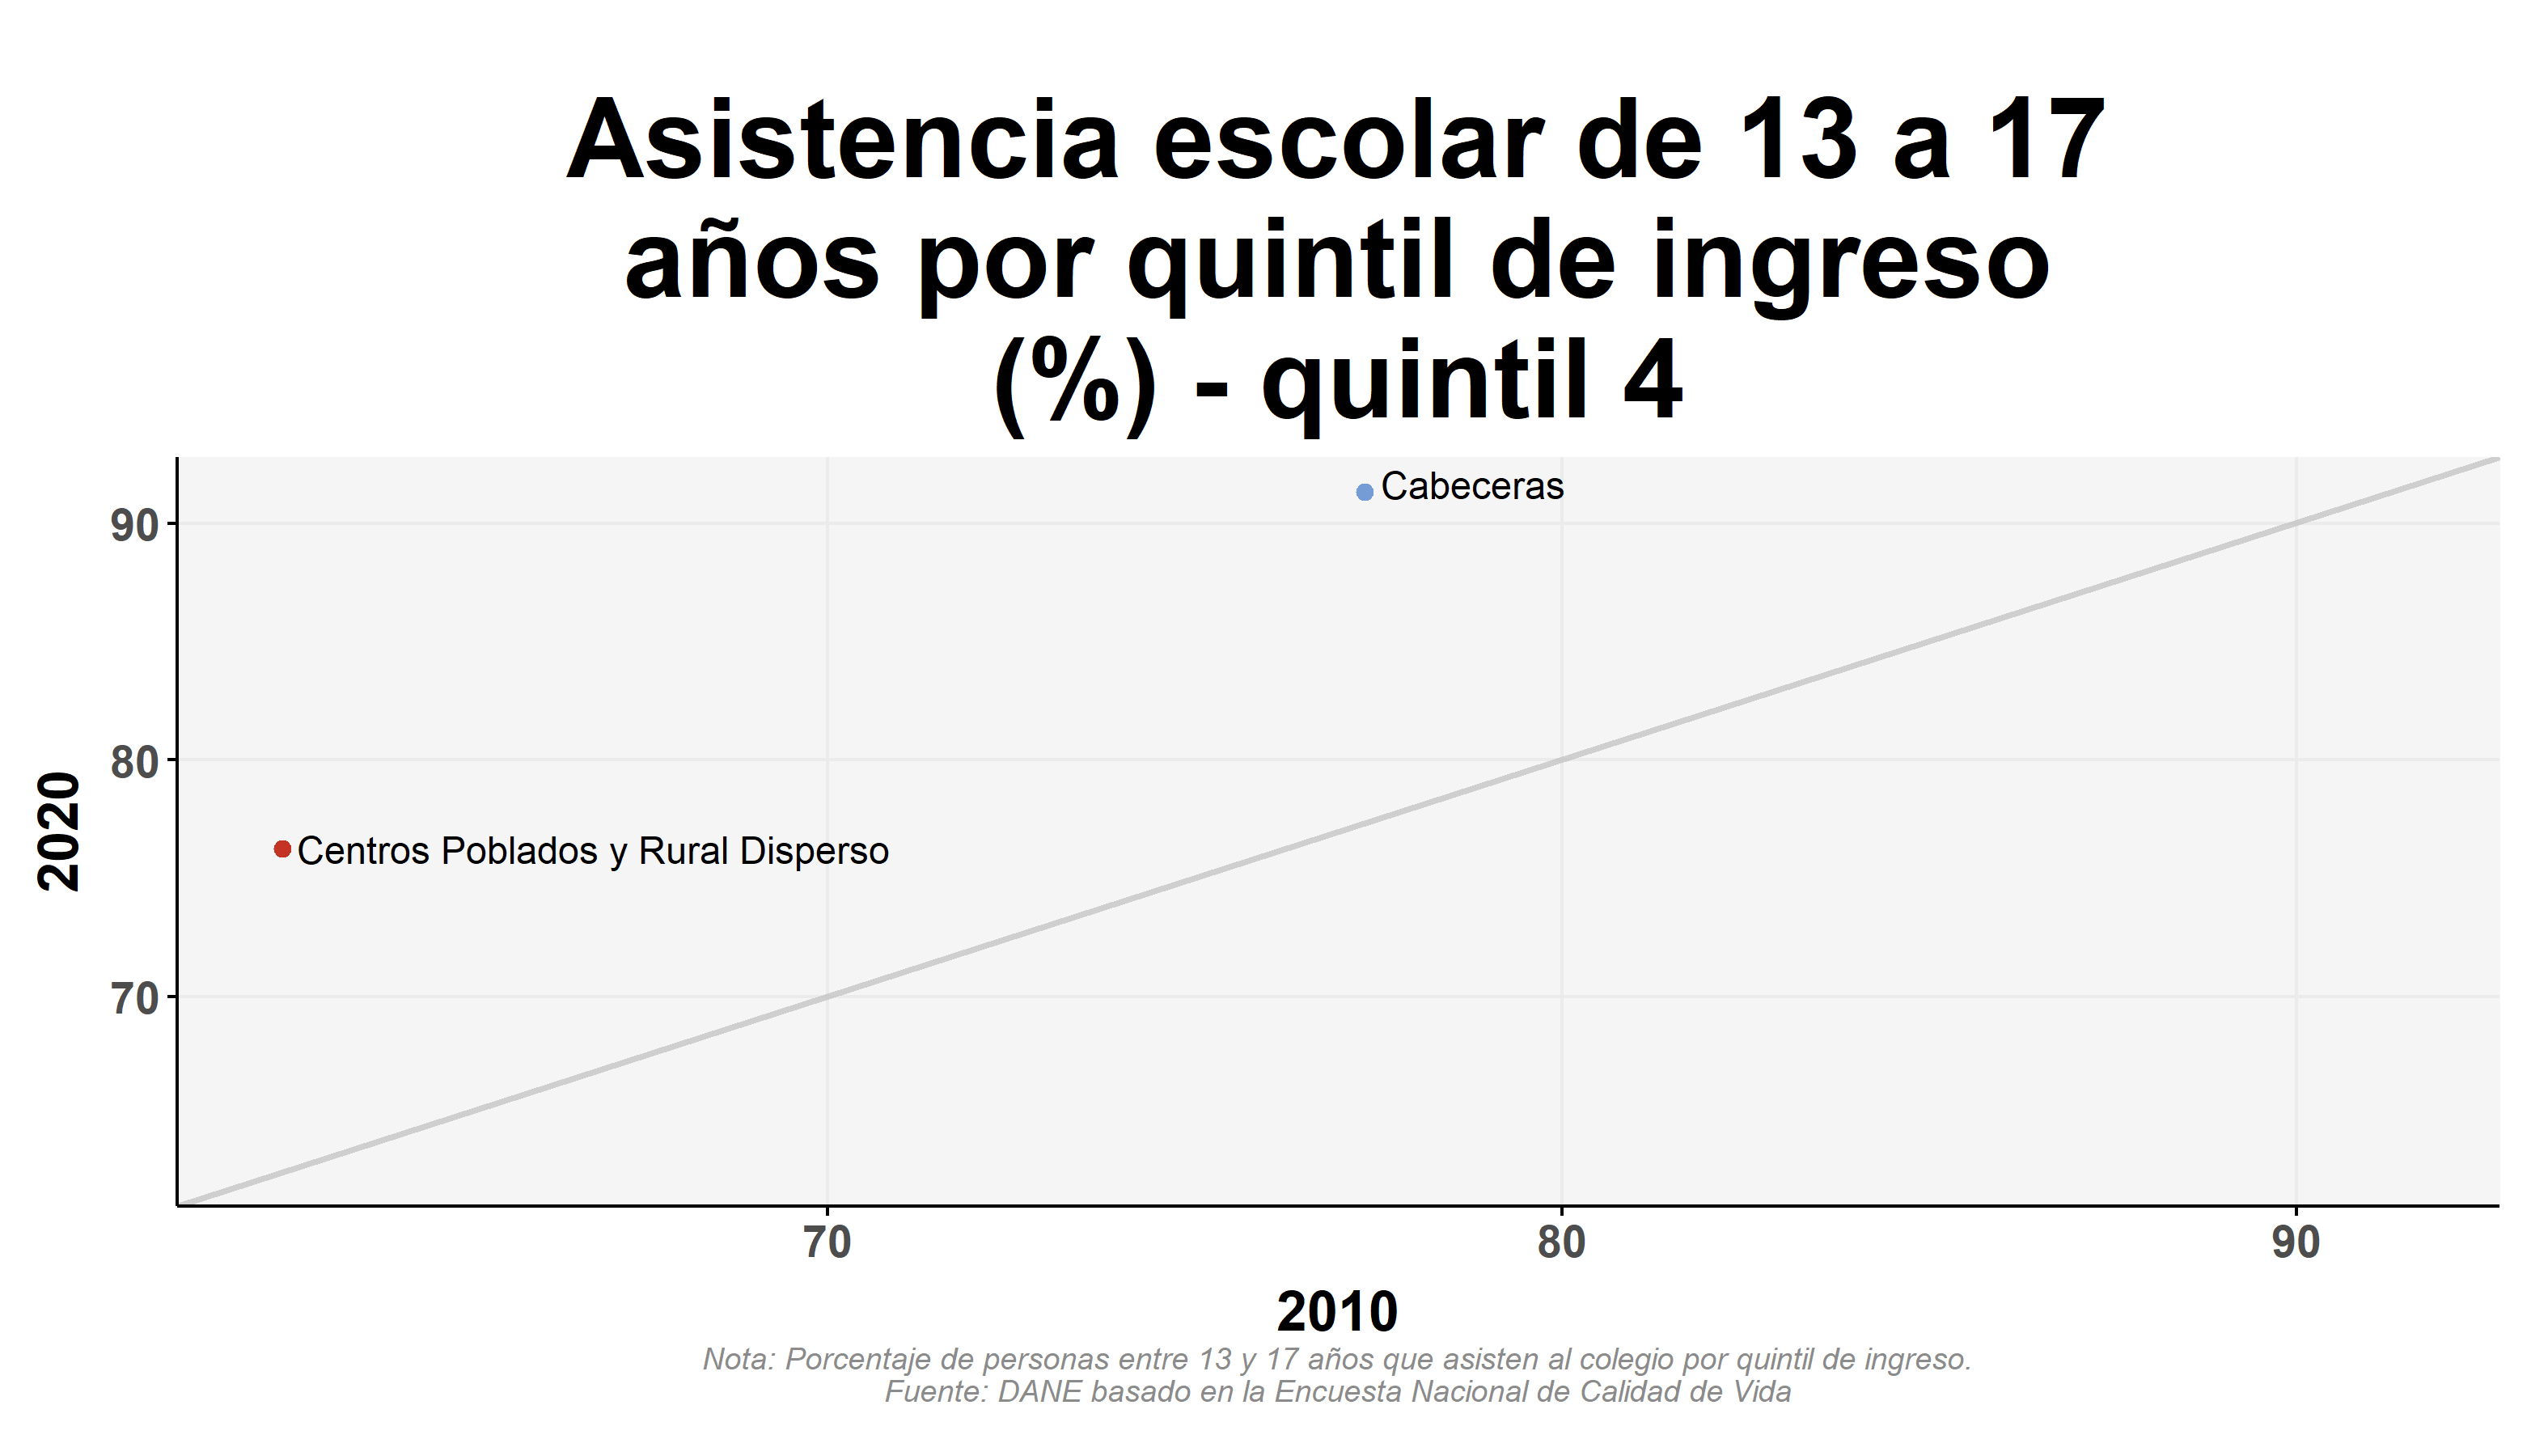 Asistencia escolar de 13 a 17
años por quintil de ingreso
(%) - quintil 4
Cabeceras
90
80
2020
Centros Poblados y Rural Disperso
70
70
80
90
2010
Nota: Porcentaje de personas entre 13 y 17 años que asisten al colegio por quintil de ingreso.
Fuente: DANE basado en la Encuesta Nacional de Calidad de Vida